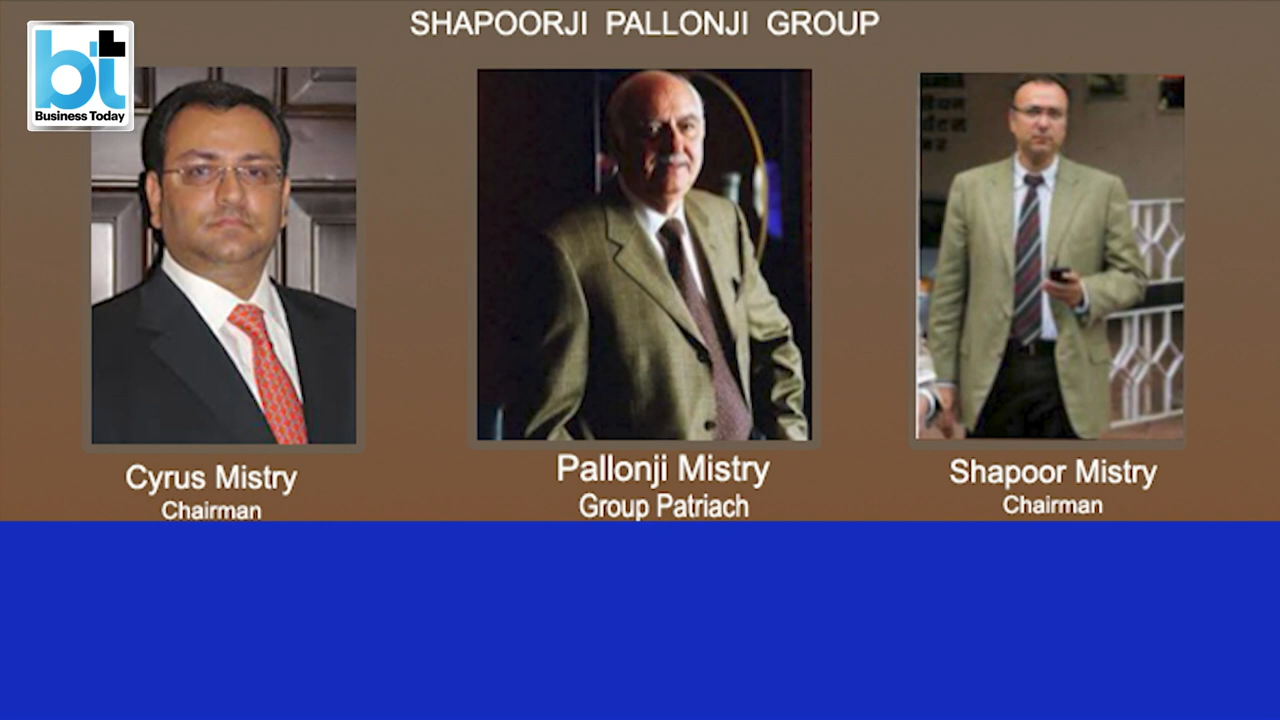 SHAPOORJI PALLONJI GROUP
bt
Business Today
Cyrus Mistry
Chairman
Pallonji Mistry
Group Patriach
Shapoor Mistry
Chairman